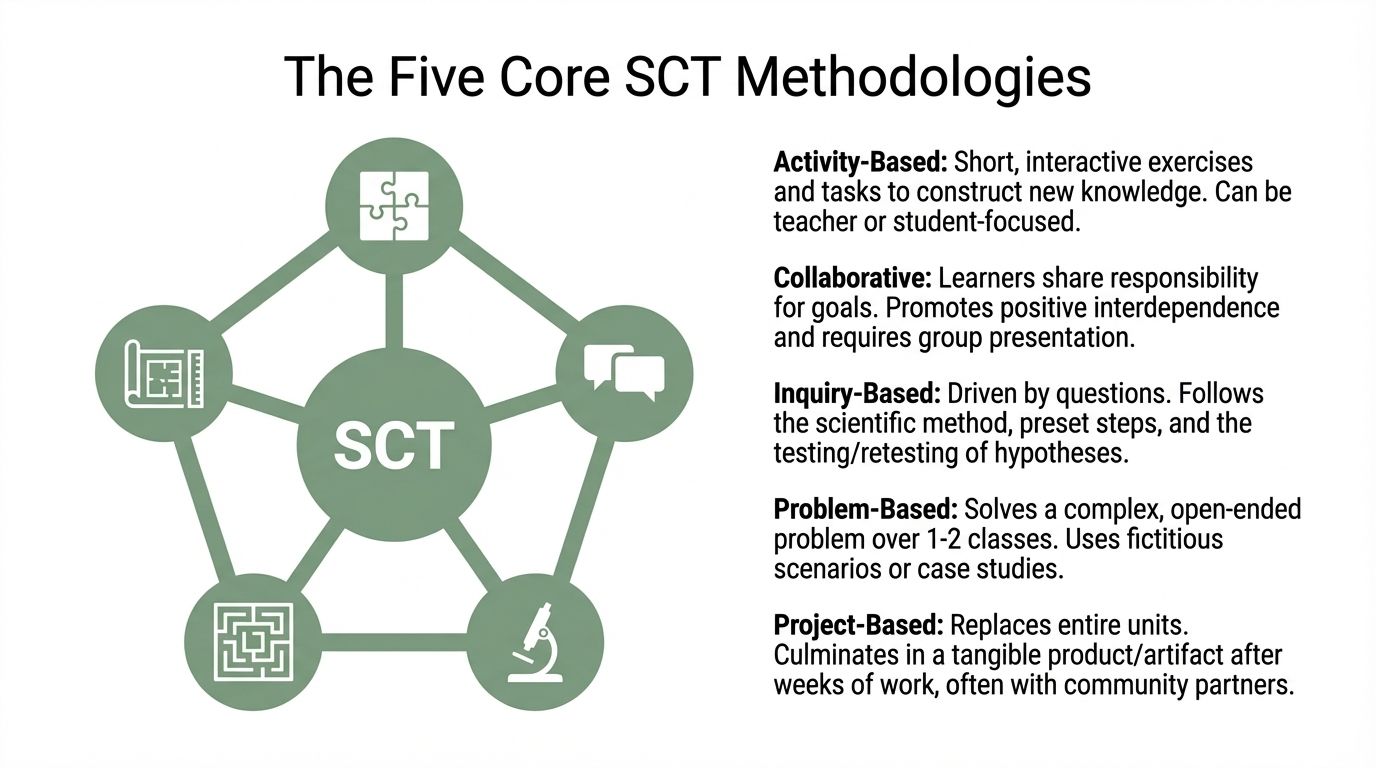 The Five Core SCT Methodologies
SCT
Activity-Based: Short, interactive exercises
and tasks to construct new knowledge. Can be
teacher or student-focused.
Collaborative: Learners share responsibility
for goals. Promotes positive interdependence
and requires group presentation.
Inquiry-Based: Driven by questions. Follows
the scientific method, preset steps, and the
testing/retesting of hypotheses.
Problem-Based: Solves a complex, open-ended
problem over 1-2 classes. Uses fictitious
scenarios or case studies.
Project-Based: Replaces entire units.
Culminates in a tangible product/artifact after
weeks of work, often with community partners.